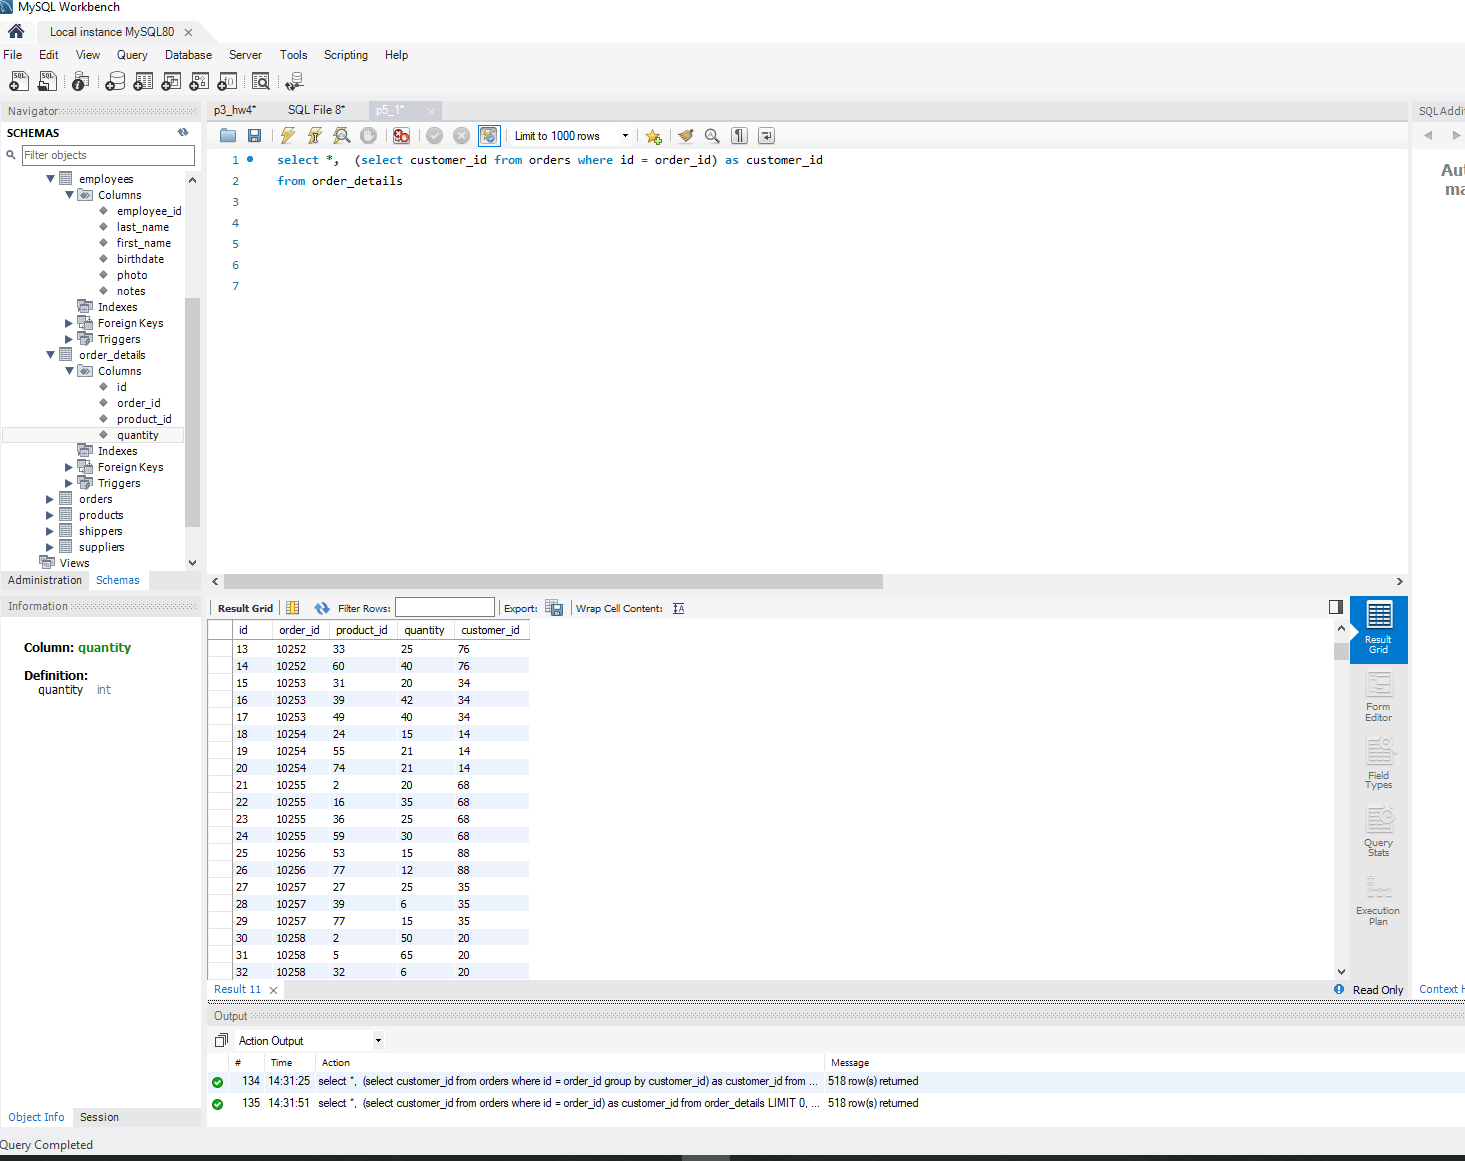 MySQL Workbench
Local instance MySQL80
File Edit View Query Database Server Tools Scripting Help
Navigator
SCHEMAS
Filter objects
employees
Columns
employee_id
last_name
first_name
birthdate
photo
notes
Indexes
Foreign Keys
Triggers
order_details
Columns
id
order_id
product_id
quantity
Indexes
Foreign Keys
Triggers
orders
products
shippers
suppliers
Views
Administration Schemas
Information
Column: quantity
Definition:
quantity int
Object Info Session
p3_hw4* SQL File 8* p5_1*
Limit to 1000 rows
1 select *,  (select customer_id from orders where id = order_id) as customer_id
2 from order_details
3
4
5
6
7
Result Grid Filter Rows: Export: Wrap Cell Content:
id order_id product_id quantity customer_id
13 10252 33 25 76
14 10252 60 40 76
15 10253 31 20 34
16 10253 39 42 34
17 10253 49 40 34
18 10254 24 15 14
19 10254 55 21 14
20 10254 74 21 14
21 10255 2 20 68
22 10255 16 35 68
23 10255 36 25 68
24 10255 59 30 68
25 10256 53 15 88
26 10256 77 12 88
27 10257 27 25 35
28 10257 39 6 35
29 10257 77 15 35
30 10258 2 50 20
31 10258 5 65 20
32 10258 32 6 20
Result 11
Read Only
Result
Grid
Form
Editor
Field
Types
Query
Stats
Execution
Plan
SQLAddi
Aut
ma
Context H
Output
Action Output
# Time Action Message
134 14:31:25 select *,  (select customer_id from orders where id = order_id group by customer_id) as customer_id from ... 518 row(s) returned
135 14:31:51 select *,  (select customer_id from orders where id = order_id) as customer_id from order_details LIMIT 0, ... 518 row(s) returned
Query Completed